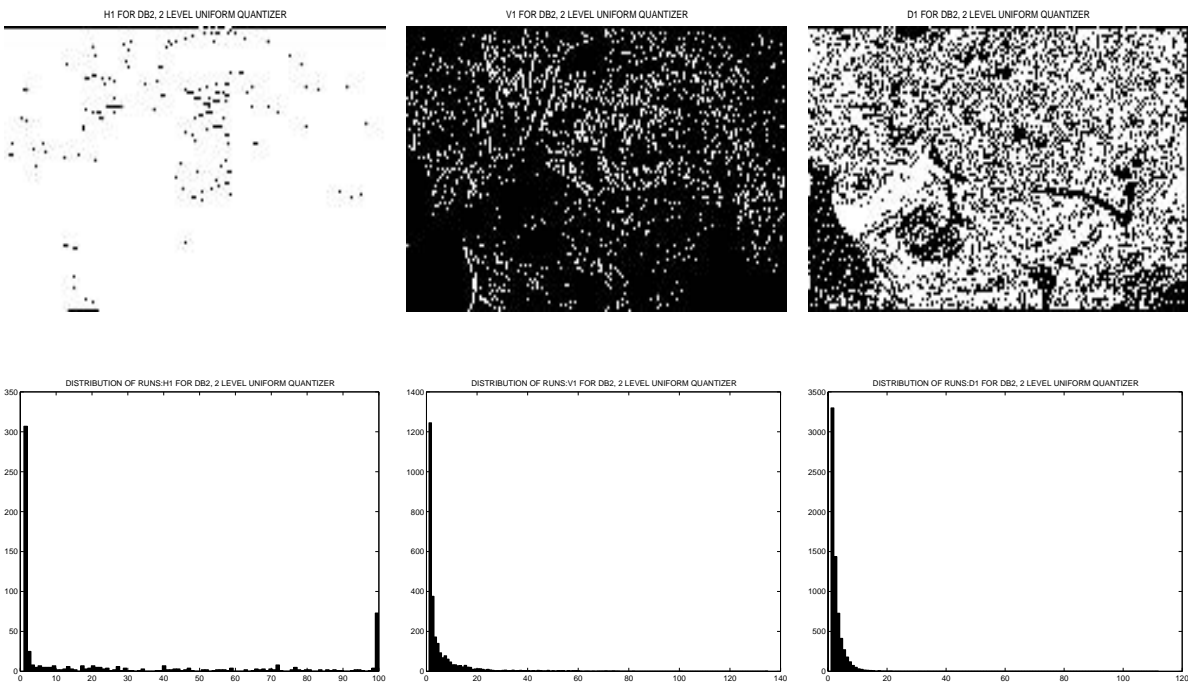 H1 FOR DB2, 2 LEVEL UNIFORM QUANTIZER
V1 FOR DB2, 2 LEVEL UNIFORM QUANTIZER
D1 FOR DB2, 2 LEVEL UNIFORM QUANTIZER
DISTRIBUTION OF RUNS:H1 FOR DB2, 2 LEVEL UNIFORM QUANTIZER
350
300
250
200
150
100
50
0
0 10 20 30 40 50 60 70 80 90 100
DISTRIBUTION OF RUNS:V1 FOR DB2, 2 LEVEL UNIFORM QUANTIZER
1400
1200
1000
800
600
400
200
0
0 20 40 60 80 100 120 140
DISTRIBUTION OF RUNS:D1 FOR DB2, 2 LEVEL UNIFORM QUANTIZER
3500
3000
2500
2000
1500
1000
500
0
0 20 40 60 80 100 120